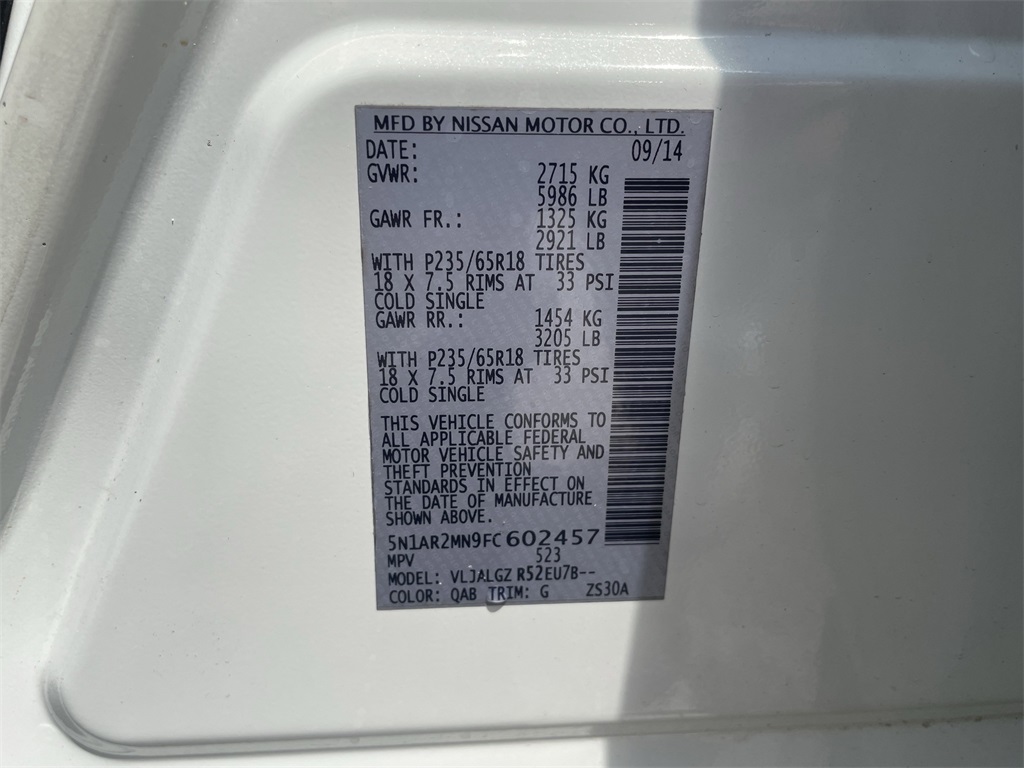 MFD BY NISSAN MOTOR CO., LTD.
DATE: 09/14
GVWR: 2715 KG
5986 LB
GAWR FR.: 1325 KG
2921 LB
WITH P235/65R18 TIRES
18 X 7.5 RIMS AT 33 PSI
COLD SINGLE
GAWR RR.: 1454 KG
3205 LB
WITH P235/65R18 TIRES
18 X 7.5 RIMS AT 33 PSI
COLD SINGLE
THIS VEHICLE CONFORMS TO
ALL APPLICABLE FEDERAL
MOTOR VEHICLE SAFETY AND
THEFT PREVENTION
STANDARDS IN EFFECT ON
THE DATE OF MANUFACTURE
SHOWN ABOVE.
5N1AR2MN9FC602457
MPV 523
MODEL: VLJALGZ R52EU7B--
COLOR: QAB TRIM: G ZS30A